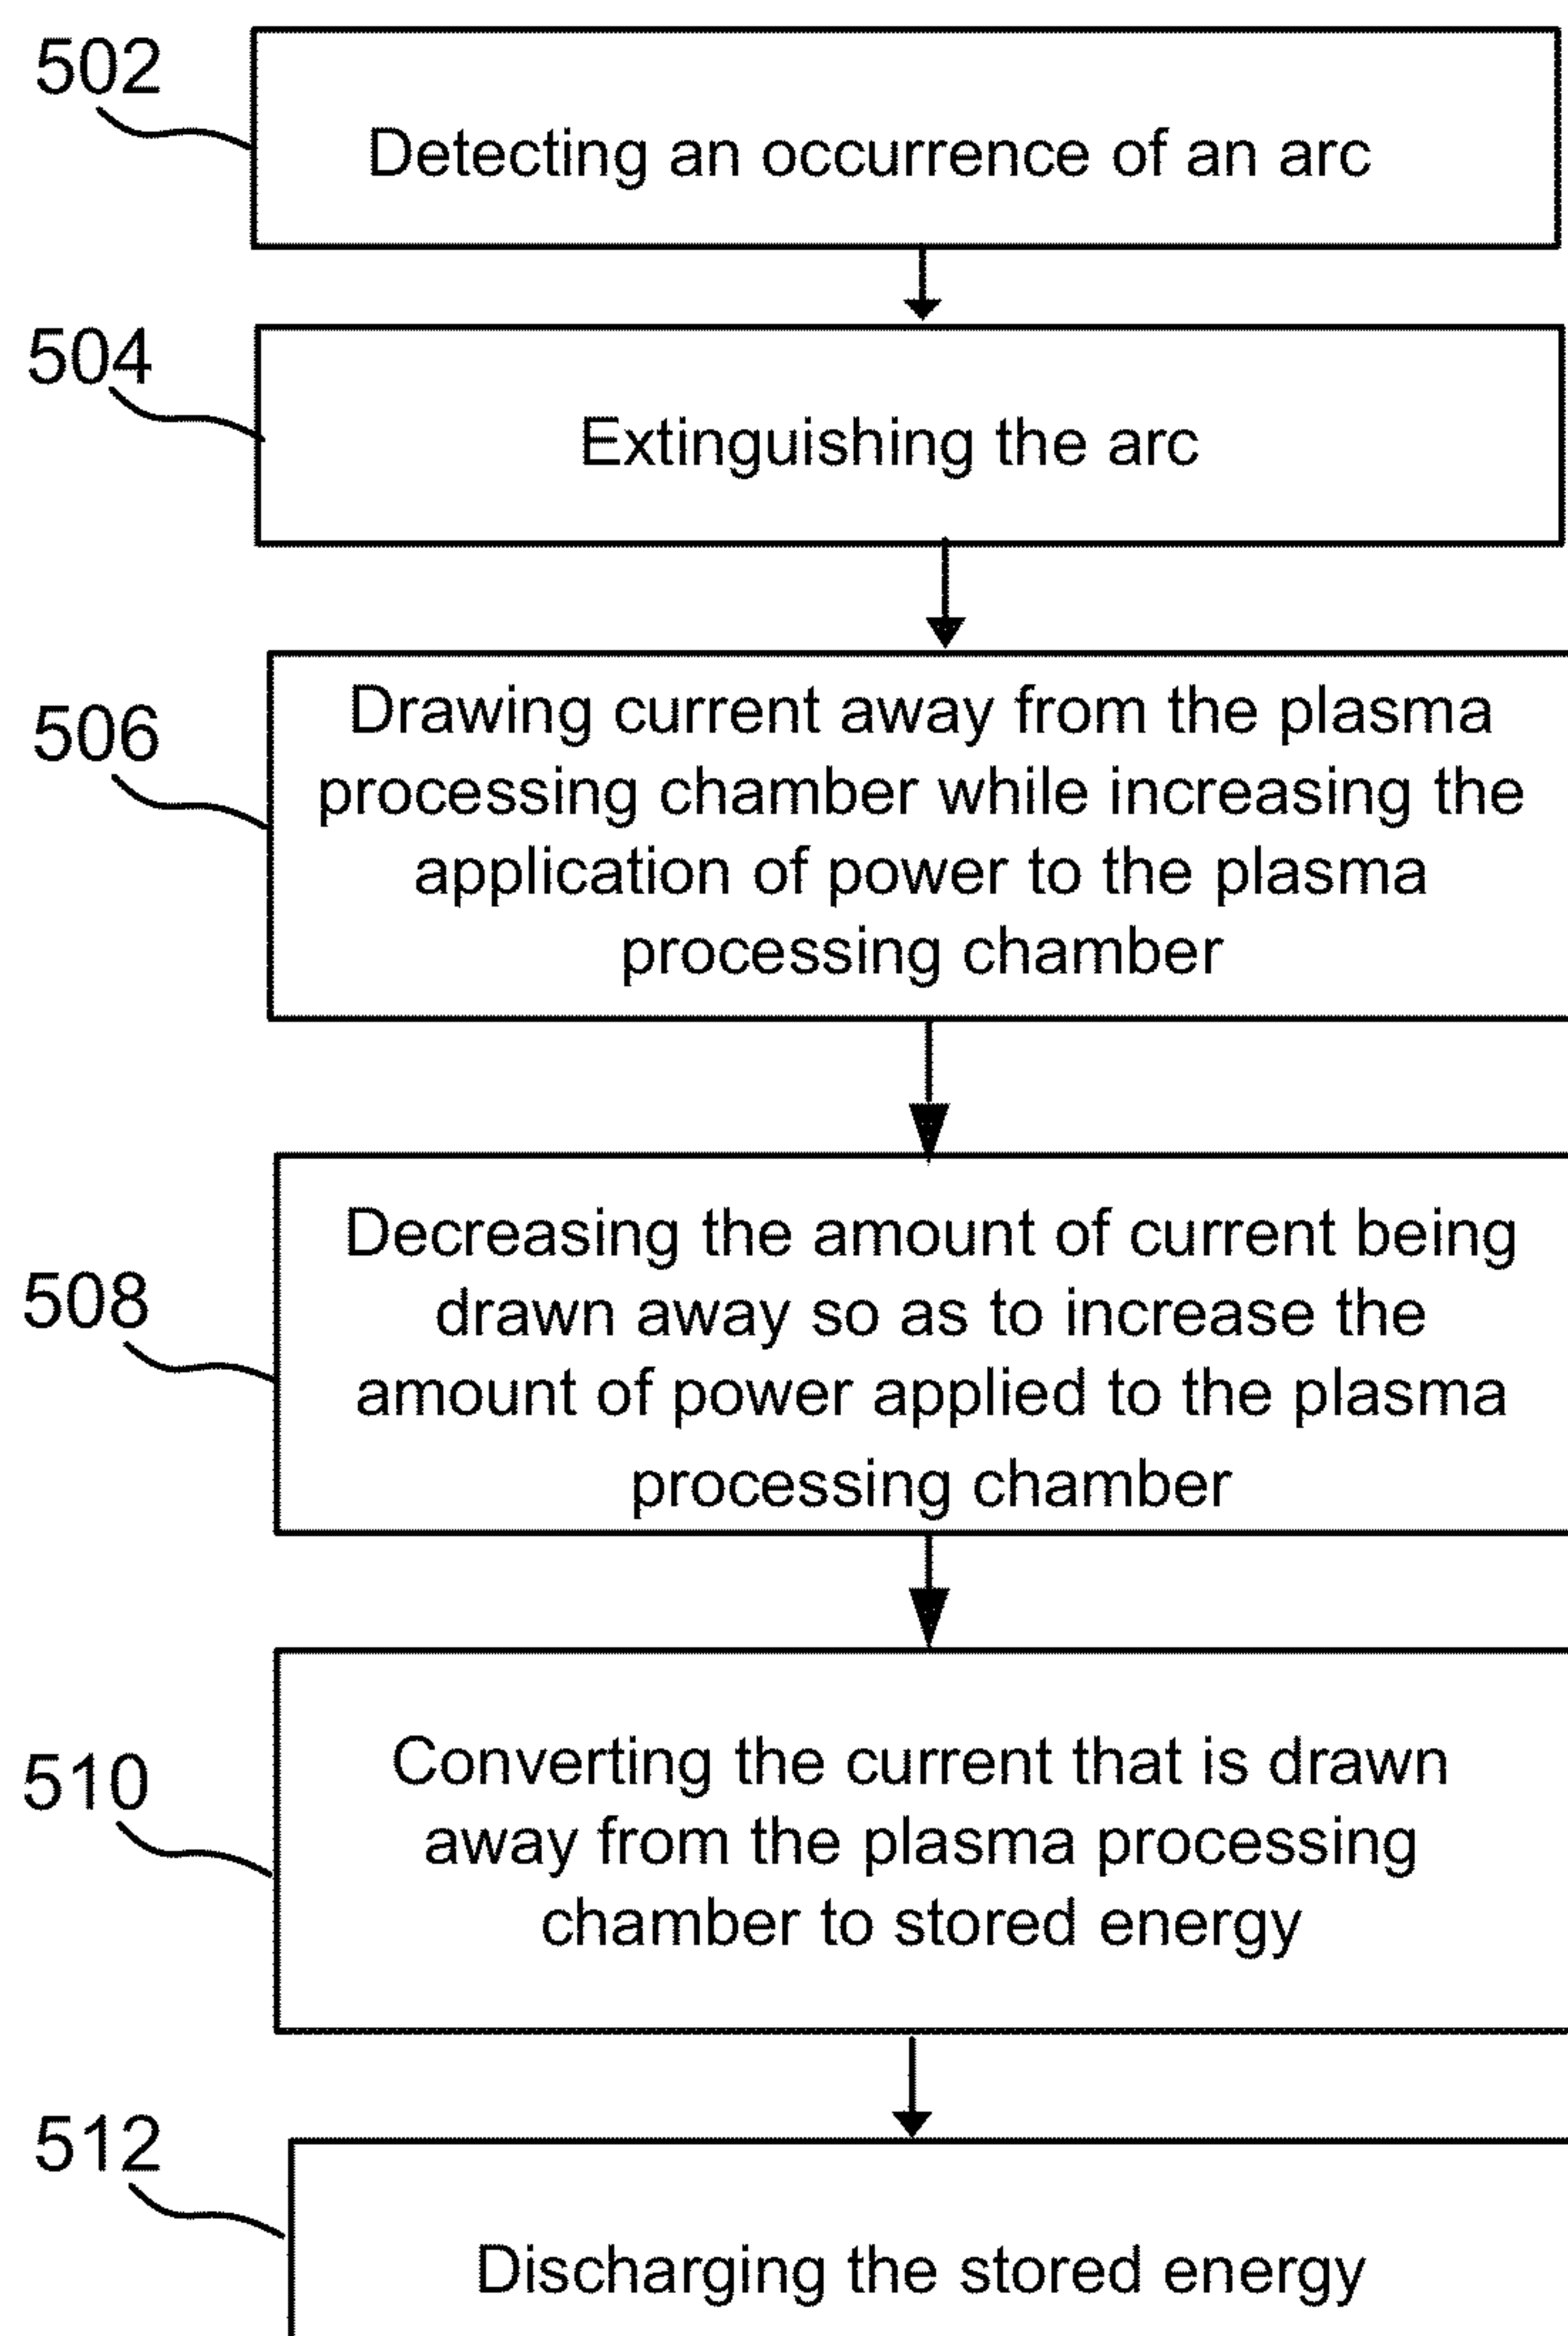 502
Detecting an occurrence of an arc
504
Extinguishing the arc
506
Drawing current away from the plasma
processing chamber while increasing the
application of power to the plasma
processing chamber
508
Decreasing the amount of current being
drawn away so as to increase the
amount of power applied to the plasma
processing chamber
510
Converting the current that is drawn
away from the plasma processing
chamber to stored energy
512
Discharging the stored energy